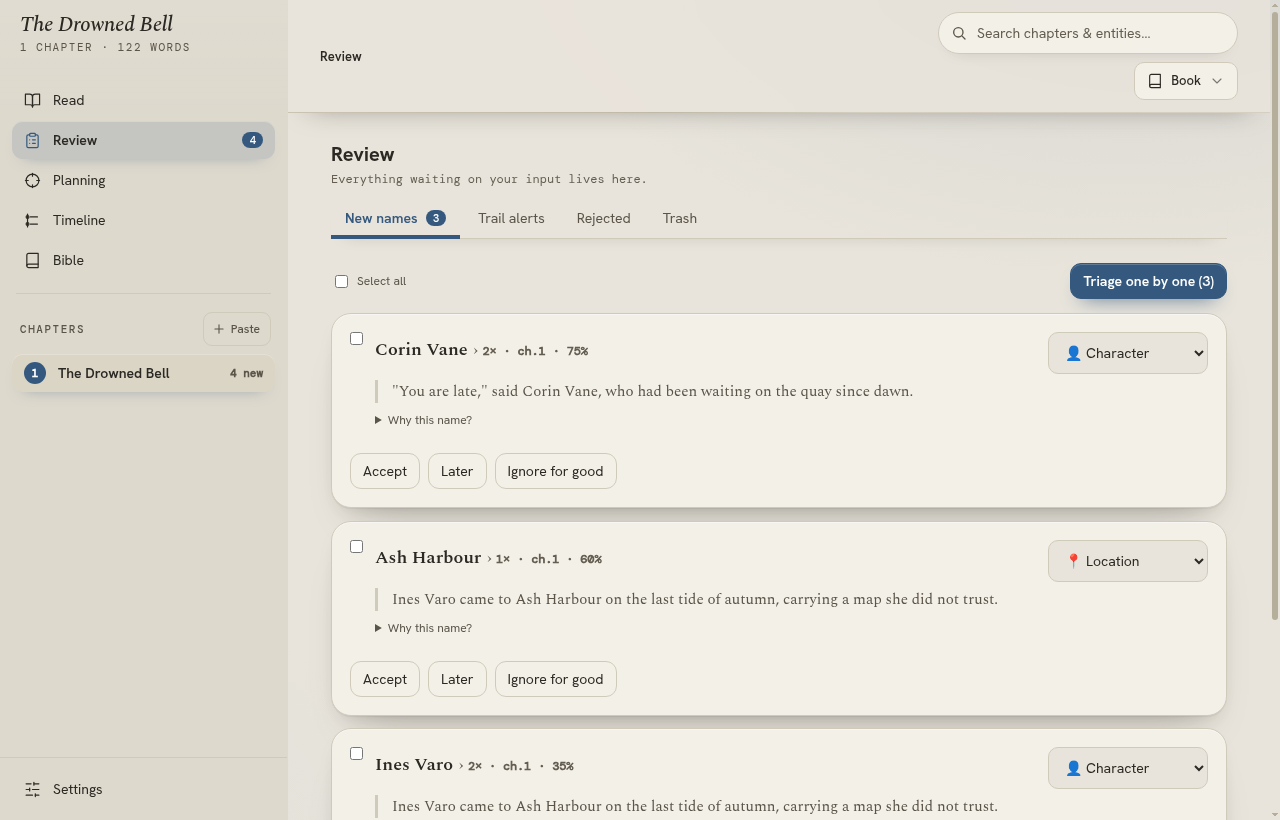 The Drowned Bell
1 CHAPTER · 122 WORDS
Read
Review 4
Planning
Timeline
Bible
CHAPTERS
+ Paste
1 The Drowned Bell 4 new
Settings
Review
Search chapters & entities…
Book
Review
Everything waiting on your input lives here.
New names 3 Trail alerts Rejected Trash
Select all
Triage one by one (3)
Corin Vane › 2× · ch.1 · 75%
Character
"You are late," said Corin Vane, who had been waiting on the quay since dawn.
Why this name?
Accept Later Ignore for good
Ash Harbour › 1× · ch.1 · 60%
Location
Ines Varo came to Ash Harbour on the last tide of autumn, carrying a map she did not trust.
Why this name?
Accept Later Ignore for good
Ines Varo › 2× · ch.1 · 35%
Character
Ines Varo came to Ash Harbour on the last tide of autumn, carrying a map she did not trust.